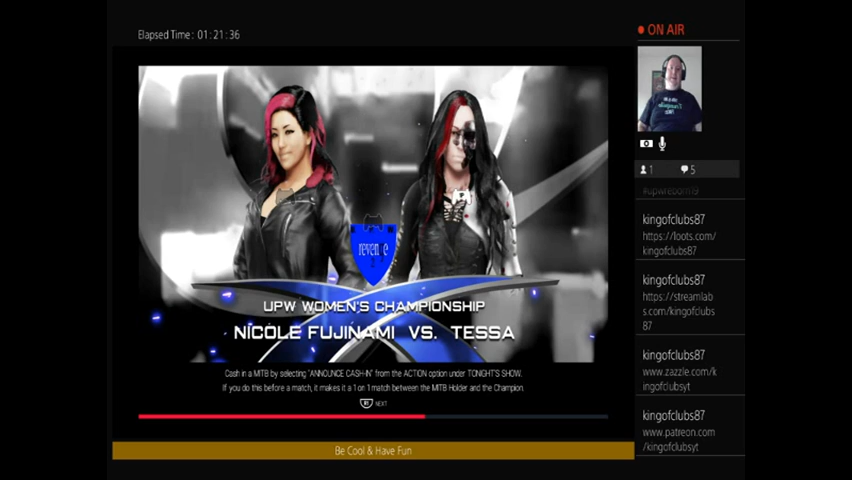 Elapsed Time : 01:21:36
ON AIR
1
5
#upwreboot19
kingofclubs87
https://loots.com/
kingofclubs87
kingofclubs87
https://streamlab
s.com/kingofclubs
87
kingofclubs87
www.zazzle.com/k
ingofclubsyt
kingofclubs87
www.patreon.com
/kingofclubsyt
revenge
UPW WOMEN'S CHAMPIONSHIP
NICOLE FUJINAMI VS. TESSA
Cash in a MITB by selecting "ANNOUNCE CASH-IN" from the ACTION option under TONIGHT'S SHOW.
If you do this before a match, it makes it a 1 on 1 match between the MITB Holder and the Champion.
NEXT
Be Cool & Have Fun